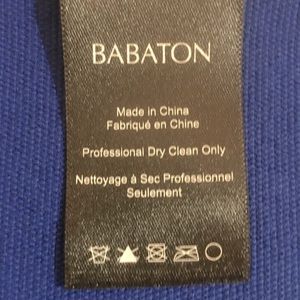 BABATON
Made in China
Fabriqué en Chine
Professional Dry Clean Only
Nettoyage à Sec Professionnel
Seulement